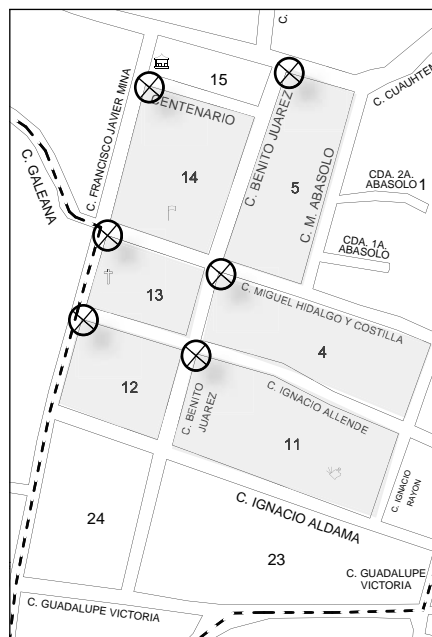 C.
15
C. CUAUHTEM
CENTENARIO
C. FRANCISCO JAVIER MINA
C. BENITO JUAREZ
14
5
C. M. ABASOLO
CDA. 2A.
ABASOLO
1
C. GALEANA
CDA. 1A.
ABASOLO
13
C. MIGUEL HIDALGO Y COSTILLA
4
12
C. BENITO
JUAREZ
C. IGNACIO ALLENDE
11
C. IGNACIO
RAYON
C. IGNACIO ALDAMA
24
23
C. GUADALUPE
VICTORIA
C. GUADALUPE VICTORIA